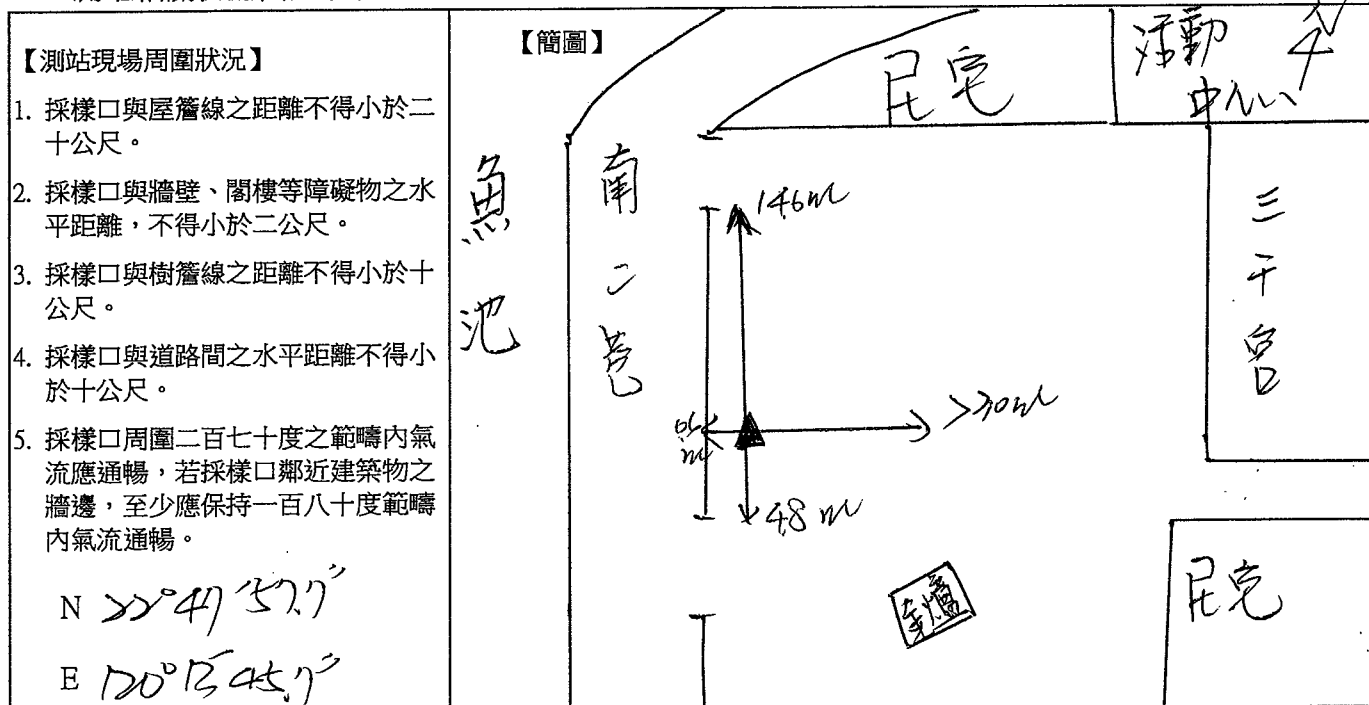 【測站現場周圍狀況】
1. 採樣口與屋簷線之距離不得小於二
十公尺。
2. 採樣口與牆壁、閣樓等障礙物之水
平距離，不得小於二公尺。
3. 採樣口與樹簷線之距離不得小於十
公尺。
4. 採樣口與道路間之水平距離不得小
於十公尺。
5. 採樣口周圍二百七十度之範疇內氣
流應通暢，若採樣口鄰近建築物之
牆邊，至少應保持一百八十度範疇
內氣流通暢。
N 22°47'57.7"
E 120°
【簡圖】
魚池
南二巷
民宅
活動
中心
N
三千宮
>30m
金爐
民宅